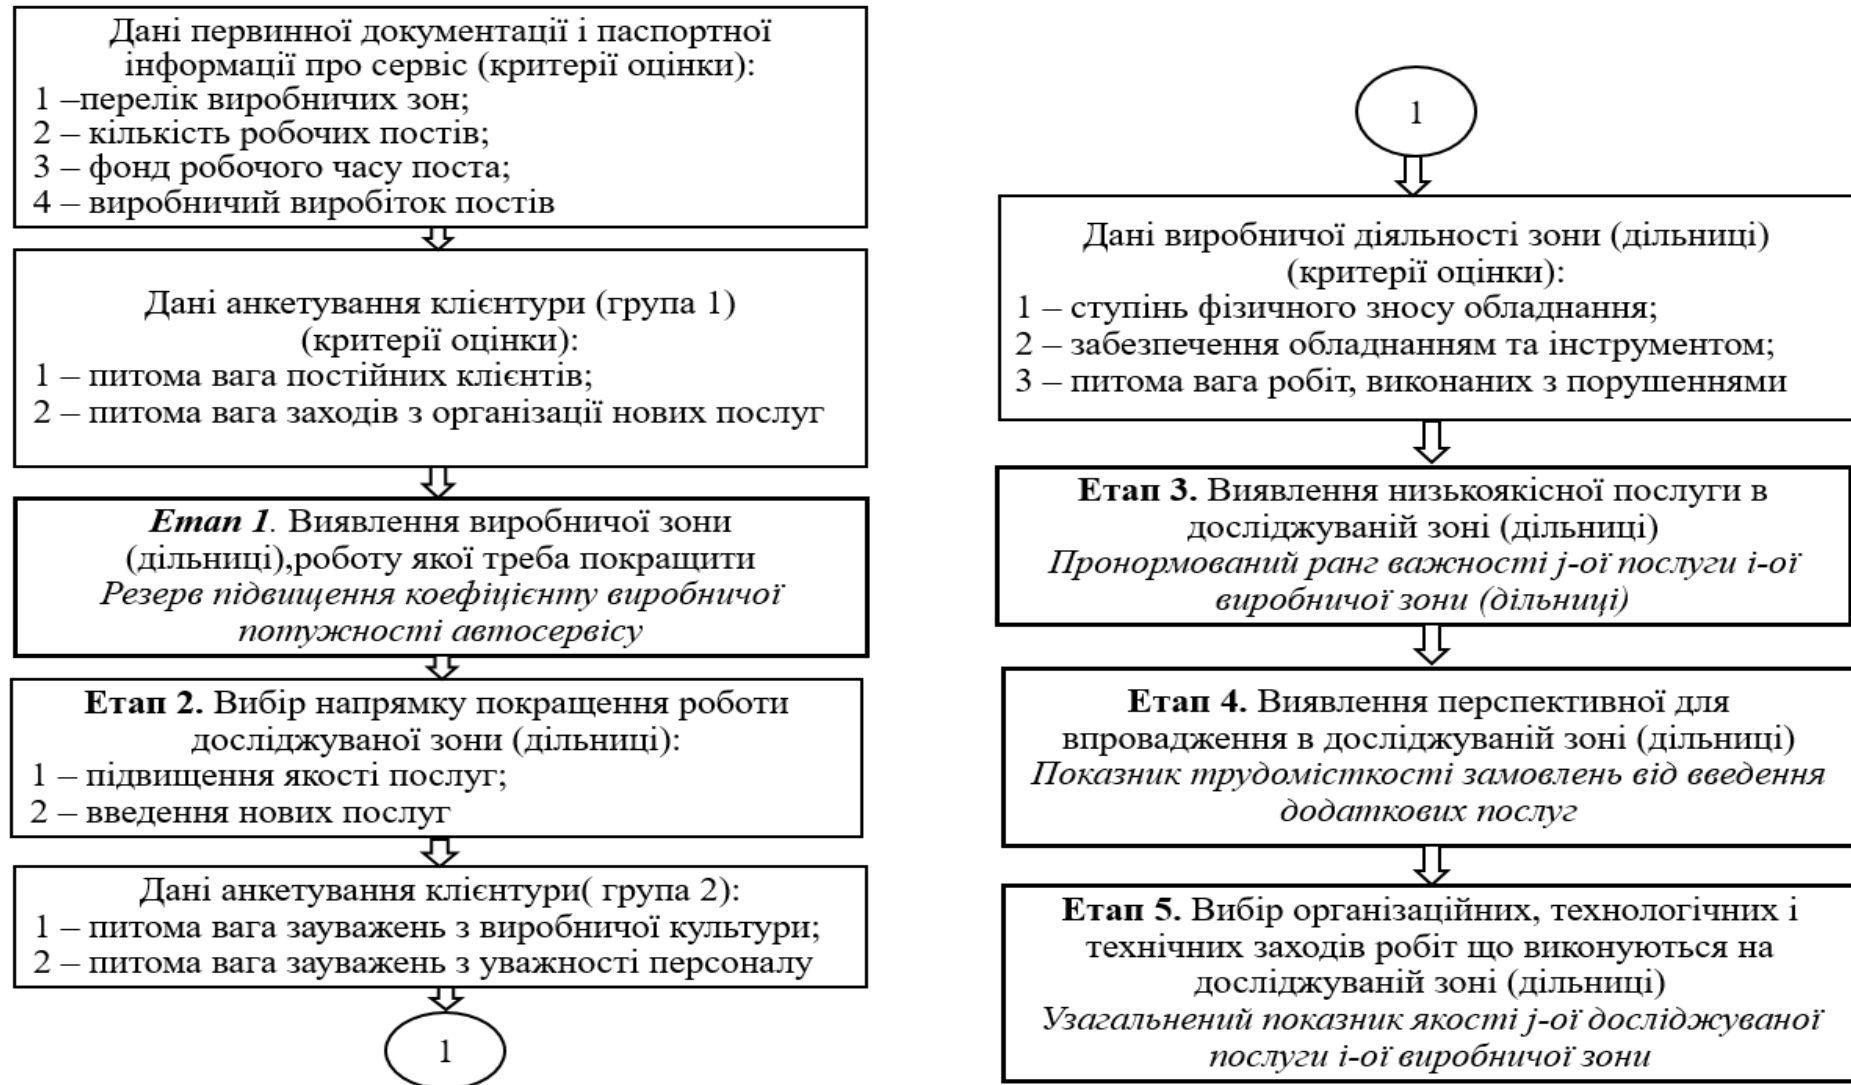 Дані первинної документації і паспортної
інформації про сервіс (критерії оцінки):
1 –перелік виробничих зон;
2 – кількість робочих постів;
3 – фонд робочого часу поста;
4 – виробничий виробіток постів
Дані анкетування клієнтури (група 1)
(критерії оцінки):
1 – питома вага постійних клієнтів;
2 – питома вага заходів з організації нових послуг
Етап 1. Виявлення виробничої зони
(дільниці),роботу якої треба покращити
Резерв підвищення коефіцієнту виробничої
потужності автосервісу
Етап 2. Вибір напрямку покращення роботи
досліджуваної зони (дільниці):
1 – підвищення якості послуг;
2 – введення нових послуг
Дані анкетування клієнтури( група 2):
1 – питома вага зауважень з виробничої культури;
2 – питома вага зауважень з уважності персоналу
1
1
Дані виробничої діяльності зони (дільниці)
(критерії оцінки):
1 – ступінь фізичного зносу обладнання;
2 – забезпечення обладнанням та інструментом;
3 – питома вага робіт, виконаних з порушеннями
Етап 3. Виявлення низькоякісної послуги в
досліджуваній зоні (дільниці)
Пронормований ранг важності j-ої послуги і-ої
виробничої зони (дільниці)
Етап 4. Виявлення перспективної для
впровадження в досліджуваній зоні (дільниці)
Показник трудомісткості замовлень від введення
додаткових послуг
Етап 5. Вибір організаційних, технологічних і
технічних заходів робіт що виконуються на
досліджуваній зоні (дільниці)
Узагальнений показник якості j-ої досліджуваної
послуги і-ої виробничої зони